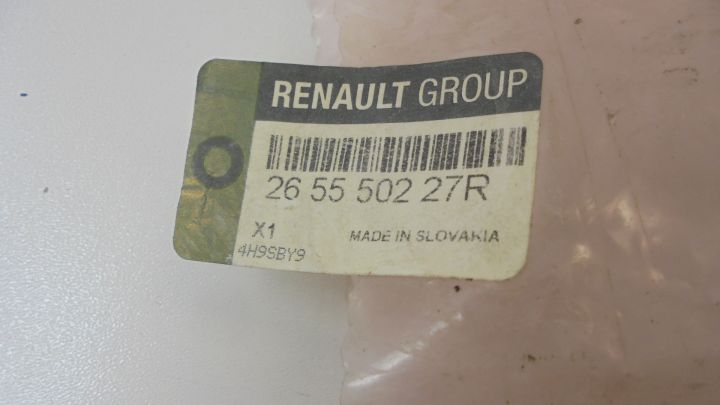 RENAULT GROUP
26 55 502 27R
X1
MADE IN SLOVAKIA
4H9SBY9